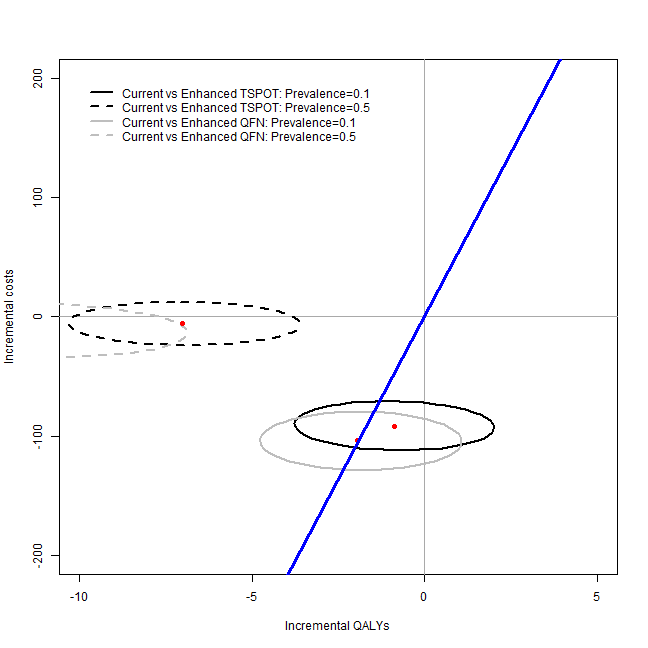 Current vs Enhanced TSPOT: Prevalence=0.1
Current vs Enhanced TSPOT: Prevalence=0.5
Current vs Enhanced QFN: Prevalence=0.1
Current vs Enhanced QFN: Prevalence=0.5
Incremental costs
200
100
0
-100
-200
-10 -5 0 5
Incremental QALYs